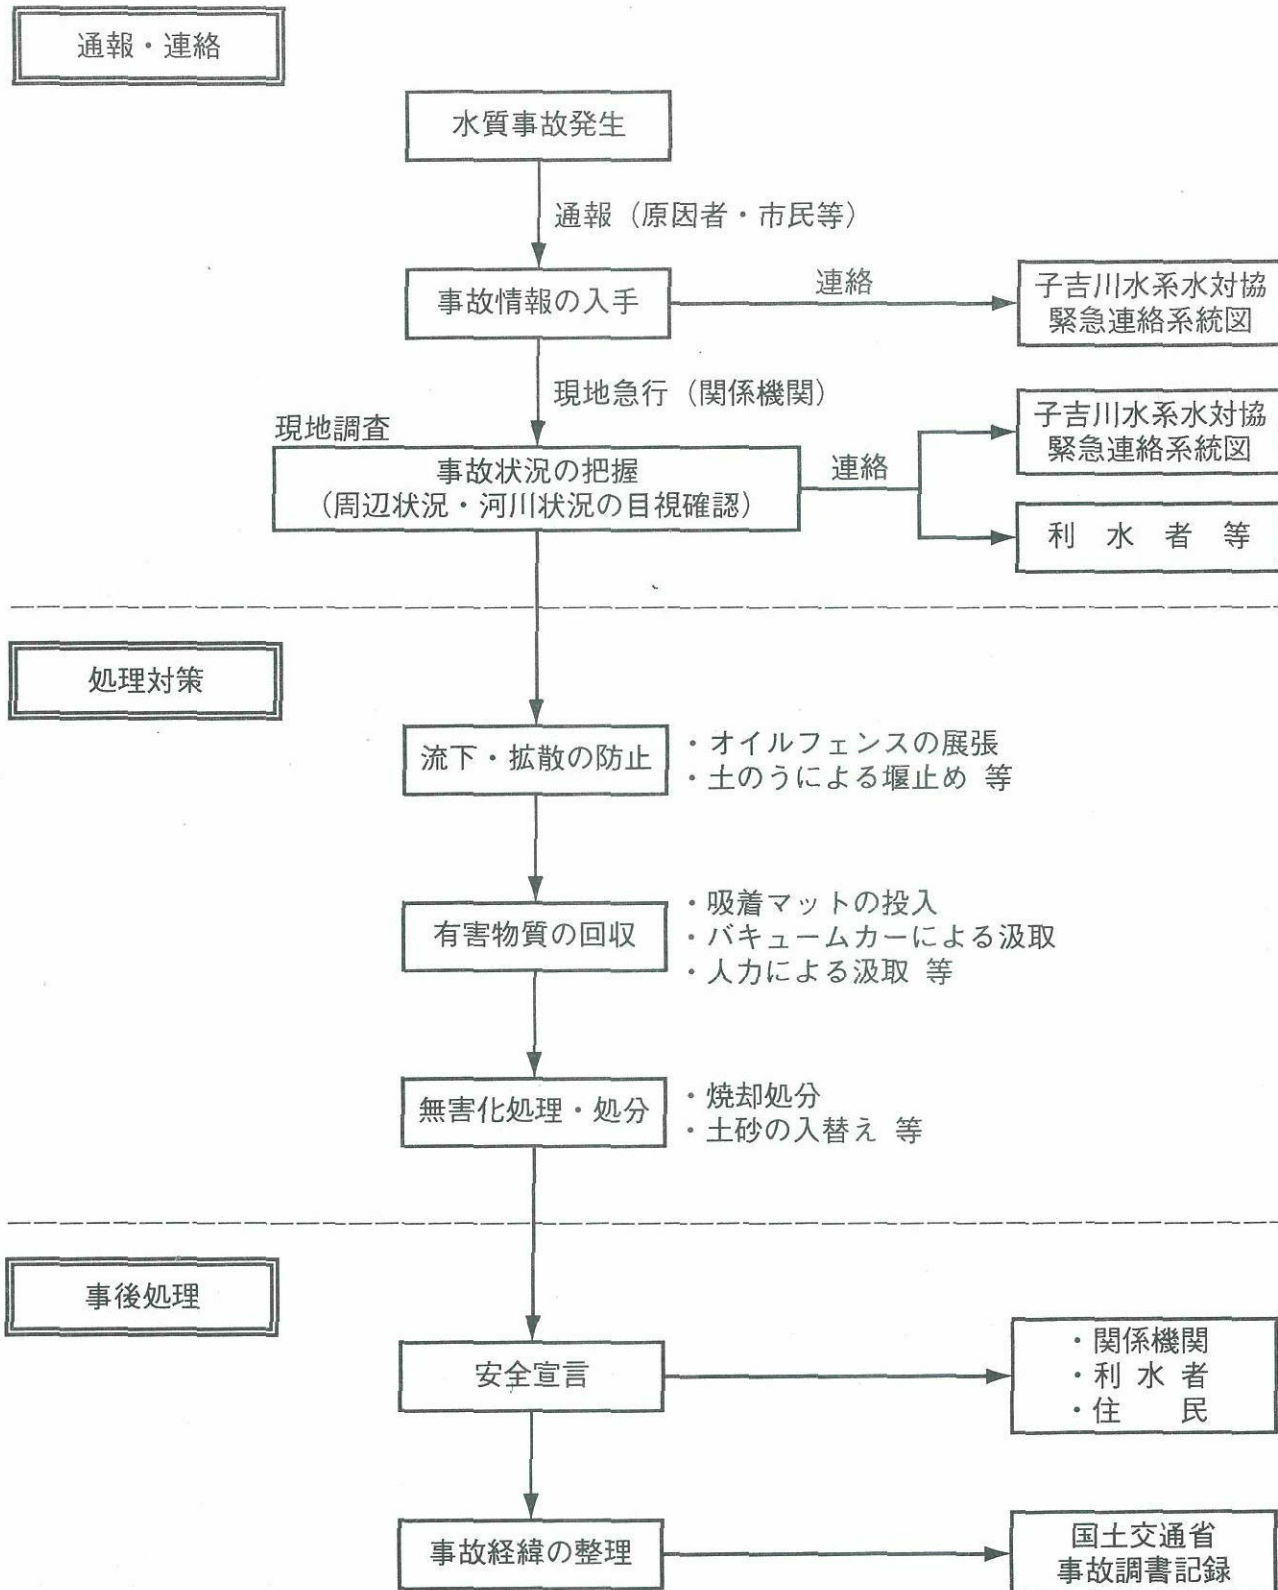 通報・連絡
水質事故発生
通報（原因者・市民等）
事故情報の入手
連絡
子吉川水系水対協
緊急連絡系統図
現地急行（関係機関）
現地調査
事故状況の把握
（周辺状況・河川状況の目視確認）
連絡
子吉川水系水対協
緊急連絡系統図
利 水 者 等
処理対策
流下・拡散の防止
・オイルフェンスの展張
・土のうによる堰止め 等
有害物質の回収
・吸着マットの投入
・バキュームカーによる汲取
・人力による汲取 等
無害化処理・処分
・焼却処分
・土砂の入替え 等
事後処理
安全宣言
・関係機関
・利 水 者
・住 民
事故経緯の整理
国土交通省
事故調書記録